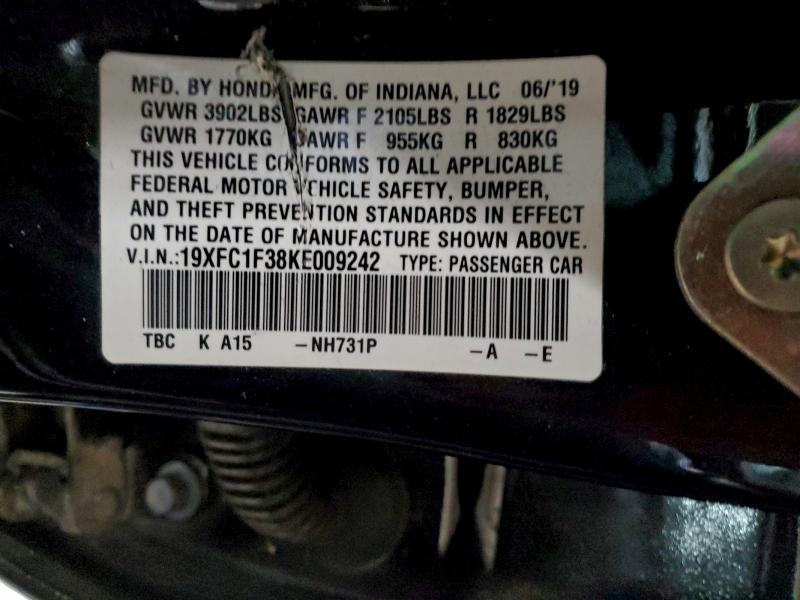 MFD. BY HONDA MFG. OF INDIANA, LLC 06/'19
GVWR 3902LBS GAWR F 2105LBS R 1829LBS
GVWR 1770KG GAWR F 955KG R 830KG
THIS VEHICLE CONFORMS TO ALL APPLICABLE
FEDERAL MOTOR VEHICLE SAFETY, BUMPER,
AND THEFT PREVENTION STANDARDS IN EFFECT
ON THE DATE OF MANUFACTURE SHOWN ABOVE.
V.I.N.:19XFC1F38KE009242 TYPE: PASSENGER CAR
TBC K A15 -NH731P -A -E